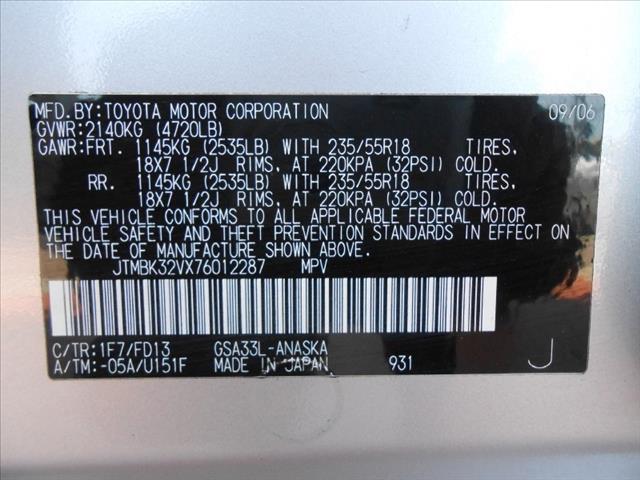 MFD.BY:TOYOTA MOTOR CORPORATION 09/06
GVWR:2140KG (4720LB)
GAWR:FRT. 1145KG (2535LB) WITH 235/55R18 TIRES,
18X7 1/2J RIMS, AT 220KPA (32PSI) COLD.
RR. 1145KG (2535LB) WITH 235/55R18 TIRES,
18X7 1/2J RIMS, AT 220KPA (32PSI) COLD.
THIS VEHICLE CONFORMS TO ALL APPLICABLE FEDERAL MOTOR
VEHICLE SAFETY AND THEFT PREVENTION STANDARDS IN EFFECT ON
THE DATE OF MANUFACTURE SHOWN ABOVE.
JTMBK32VX76012287 MPV
C/TR:1F7/FD13 GSA33L-ANASKA
A/TM:-05A/U151F MADE IN JAPAN 931 J